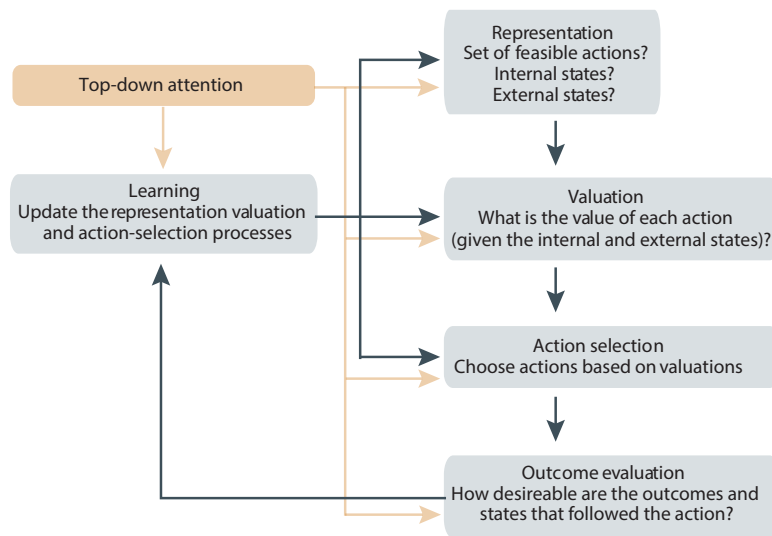 Representation
Set of feasible actions?
Internal states?
External states?
Top-down attention
Learning
Update the representation valuation
and action-selection processes
Valuation
What is the value of each action
(given the internal and external states)?
Action selection
Choose actions based on valuations
Outcome evaluation
How desireable are the outcomes and
states that followed the action?